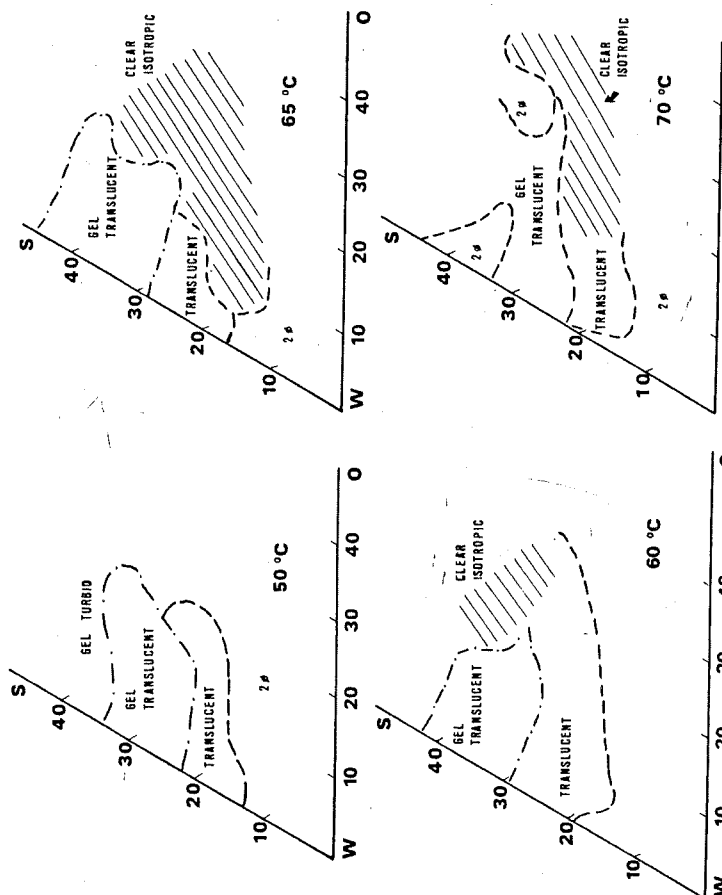 S
40
30
20
10
W
10
20
30
40
O
GEL TURBID
GEL
TRANSLUCENT
TRANSLUCENT
2ø
50 °C
S
40
30
20
10
W
10
20
30
40
O
CLEAR
ISOTROPIC
GEL
TRANSLUCENT
TRANSLUCENT
2ø
65 °C
S
40
30
20
10
W
10
20
30
40
CLEAR
ISOTROPIC
GEL
TRANSLUCENT
TRANSLUCENT
60 °C
S
40
30
20
10
2ø
2ø
GEL
TRANSLUCENT
CLEAR
ISOTROPIC
TRANSLUCENT
2ø
70 °C